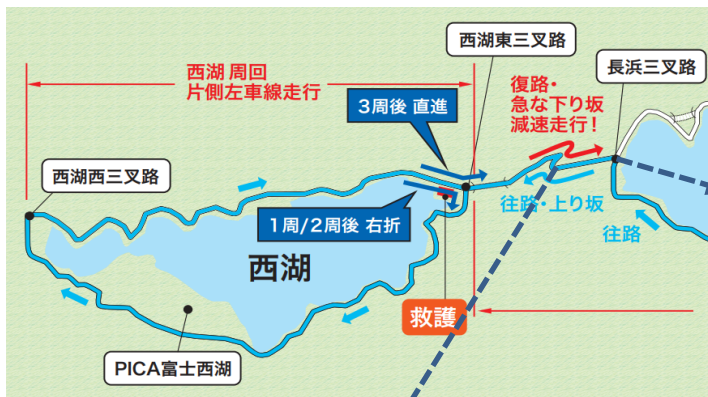 西湖東三叉路
長浜三叉路
西湖 周回
片側左車線走行
復路・
急な下り坂
減速走行！
3周後 直進
西湖西三叉路
往路・上り坂
1周/2周後 右折
往路
西湖
救護
PICA富士西湖